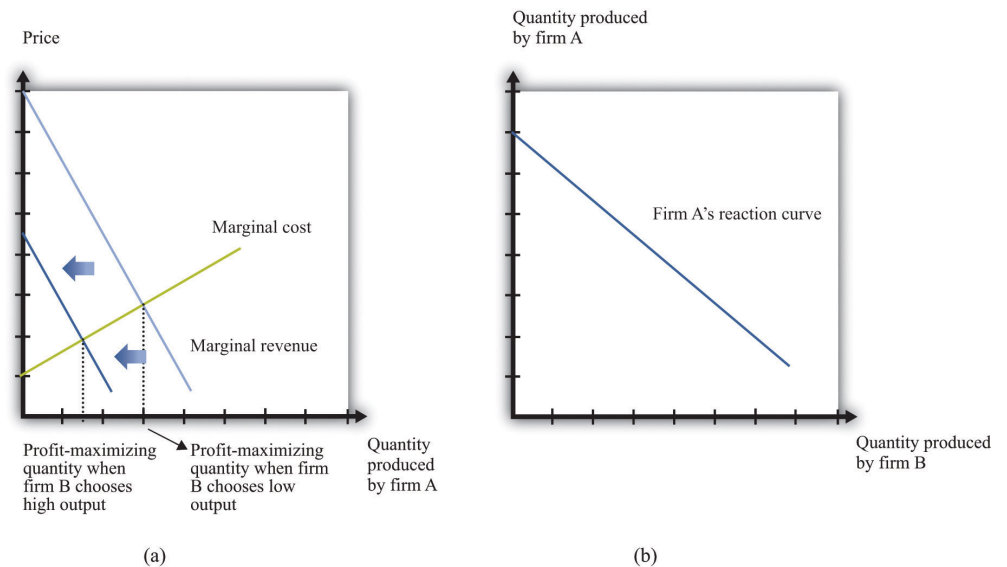 Price
Marginal cost
Marginal revenue
Quantity
produced
by firm A
Profit-maximizing
quantity when
firm B chooses
high output
Profit-maximizing
quantity when firm
B chooses low
output
(a)
Quantity produced
by firm A
Firm A's reaction curve
Quantity produced
by firm B
(b)